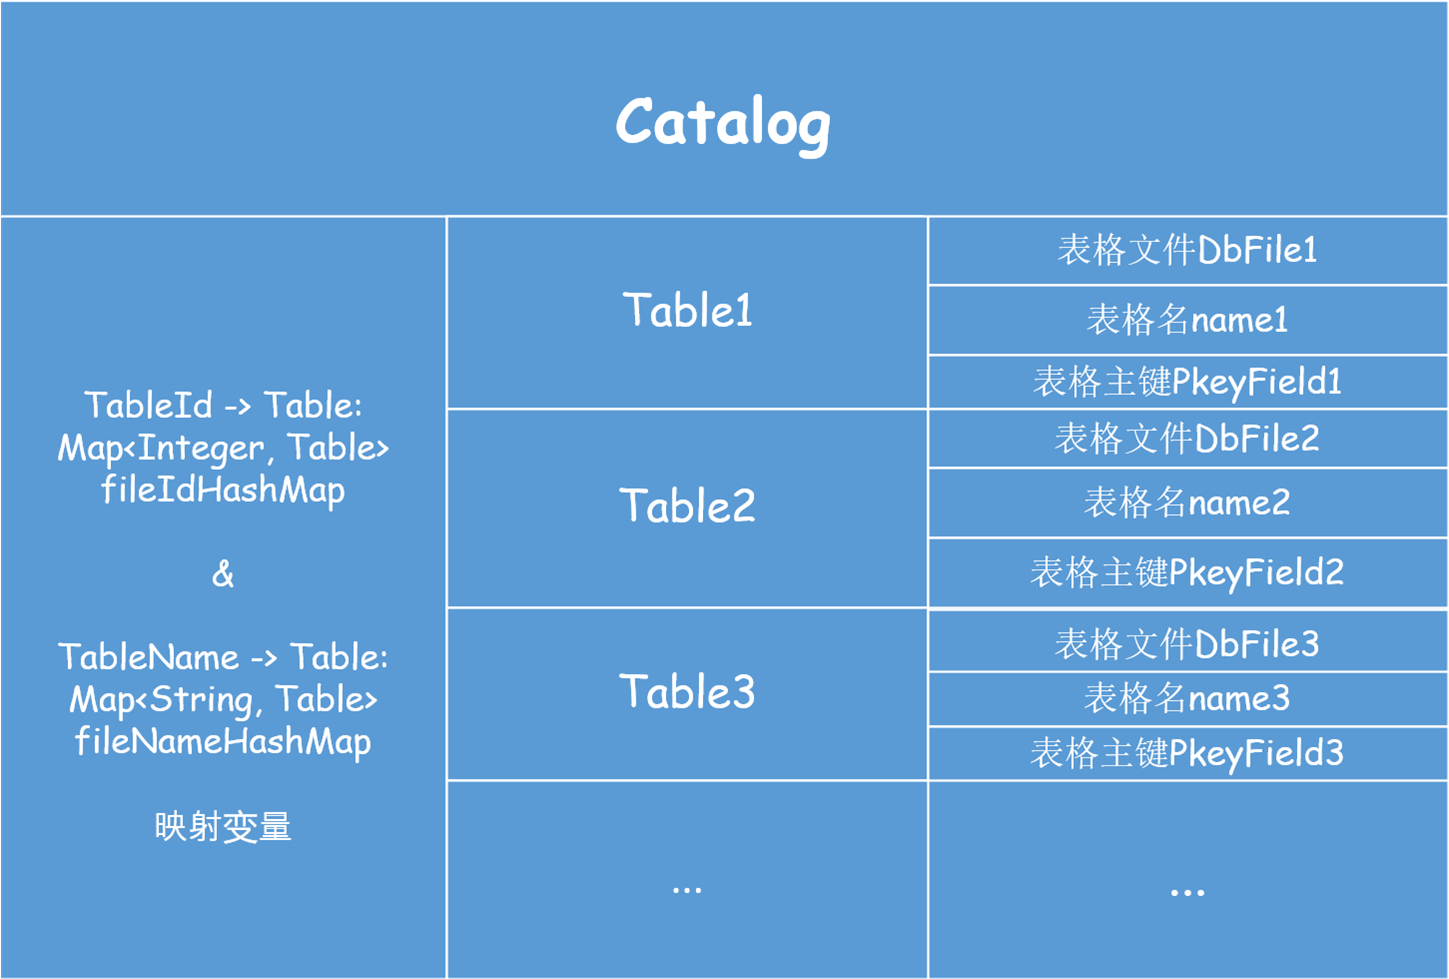 Catalog
TableId -> Table:
Map<Integer, Table>
fileIdHashMap
&
TableName -> Table:
Map<String, Table>
fileNameHashMap
映射变量
Table1
表格文件DbFile1
表格名name1
表格主键PkeyField1
Table2
表格文件DbFile2
表格名name2
表格主键PkeyField2
Table3
表格文件DbFile3
表格名name3
表格主键PkeyField3
...
...